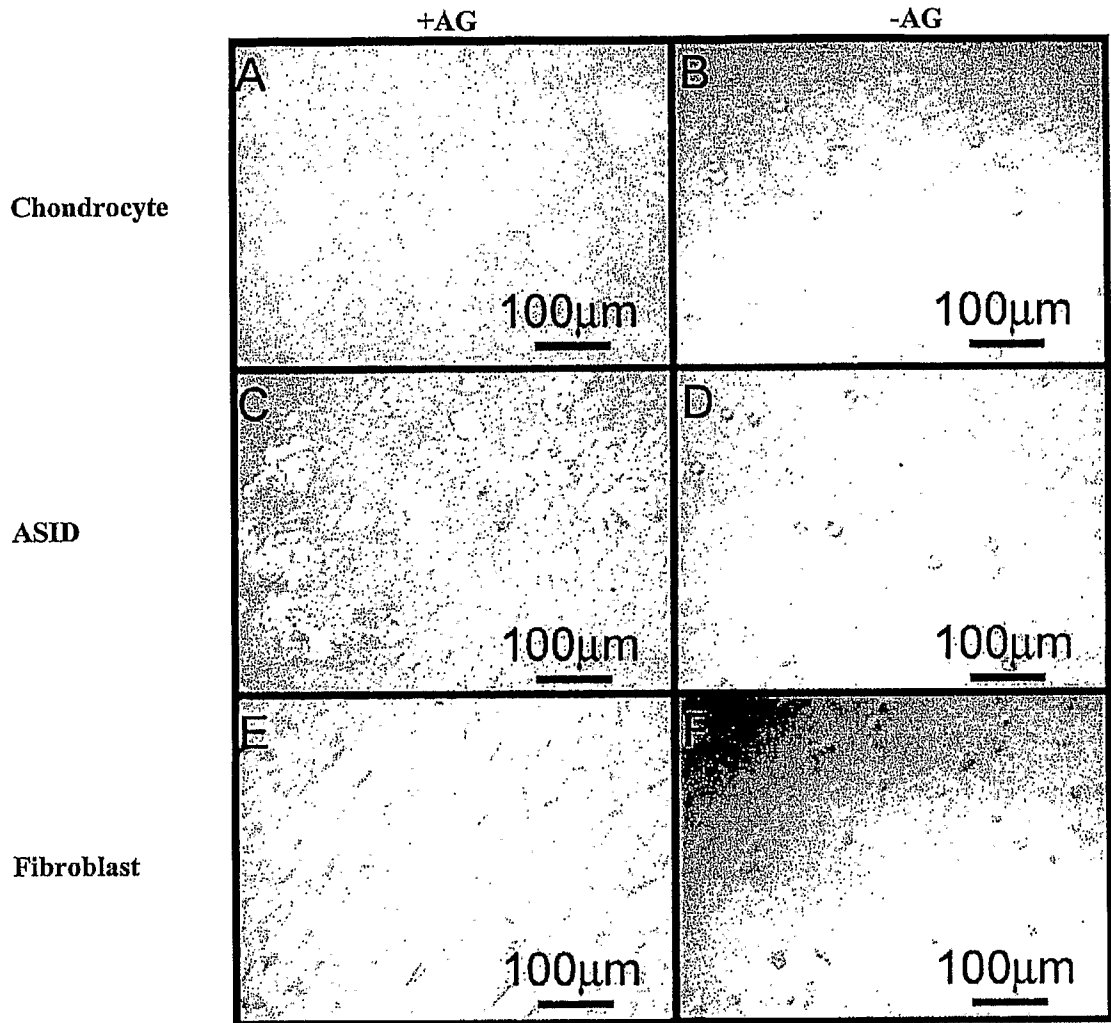 +AG -AG
Chondrocyte
A
100µm
B
100µm
ASID
C
100µm
D
100µm
Fibroblast
E
100µm
F
100µm